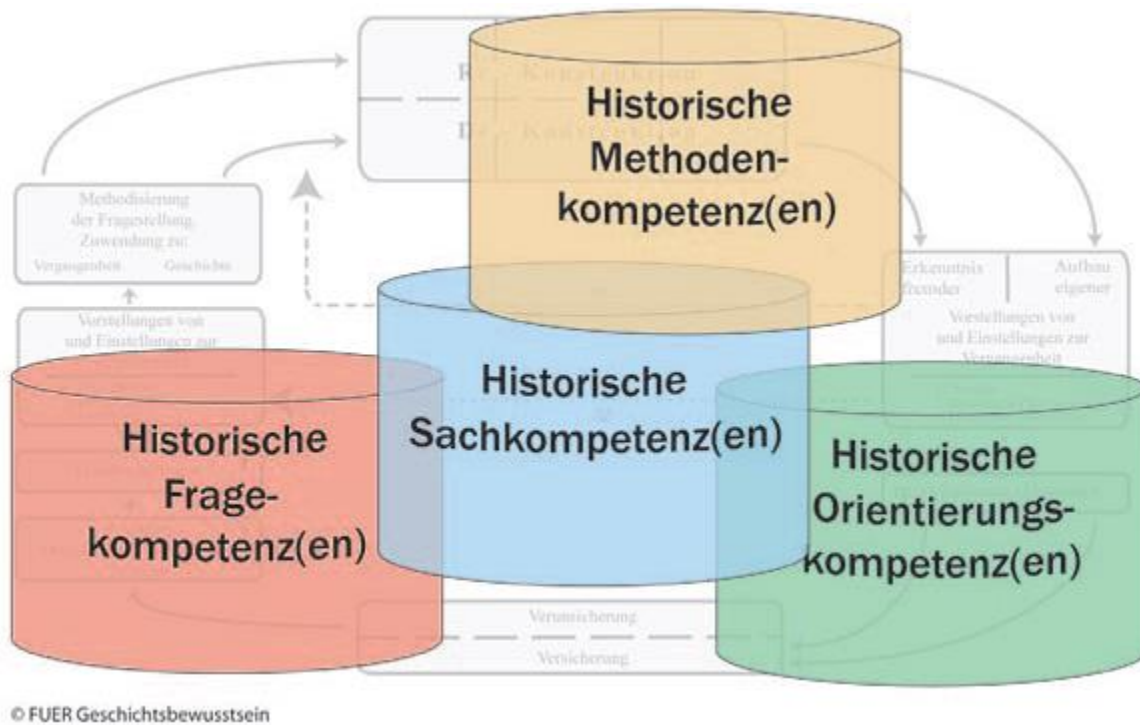 Historische
Methoden-
kompetenz(en)
Methodisierung
der Fragestellung.
Zuwendung zu:
Vergangenheit Geschichte
Erkenntnis
fremder
Aufbau
eigener
Vorstellungen von
und Einstellungen zur
Vorstellungen von
und Einstellungen zur
Vergangenheit
Historische
Sachkompetenz(en)
Historische
Frage-
kompetenz(en)
Historische
Orientierungs-
kompetenz(en)
Verunsicherung
Versicherung
© FUER Geschichtsbewusstsein